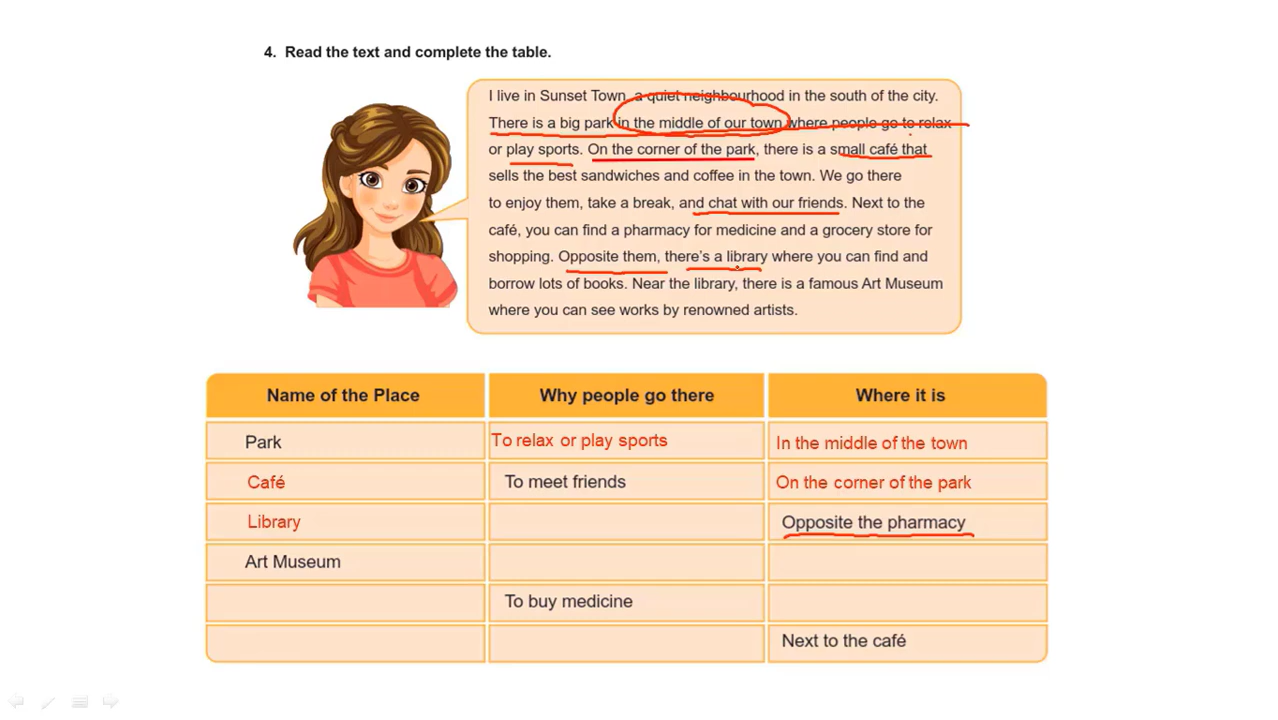 4. Read the text and complete the table.
I live in Sunset Town, a quiet neighbourhood in the south of the city.
There is a big park in the middle of our town where people go to relax
or play sports. On the corner of the park, there is a small café that
sells the best sandwiches and coffee in the town. We go there
to enjoy them, take a break, and chat with our friends. Next to the
café, you can find a pharmacy for medicine and a grocery store for
shopping. Opposite them, there's a library where you can find and
borrow lots of books. Near the library, there is a famous Art Museum
where you can see works by renowned artists.
Name of the Place Why people go there Where it is
Park To relax or play sports In the middle of the town
Café To meet friends On the corner of the park
Library Opposite the pharmacy
Art Museum
To buy medicine
Next to the café